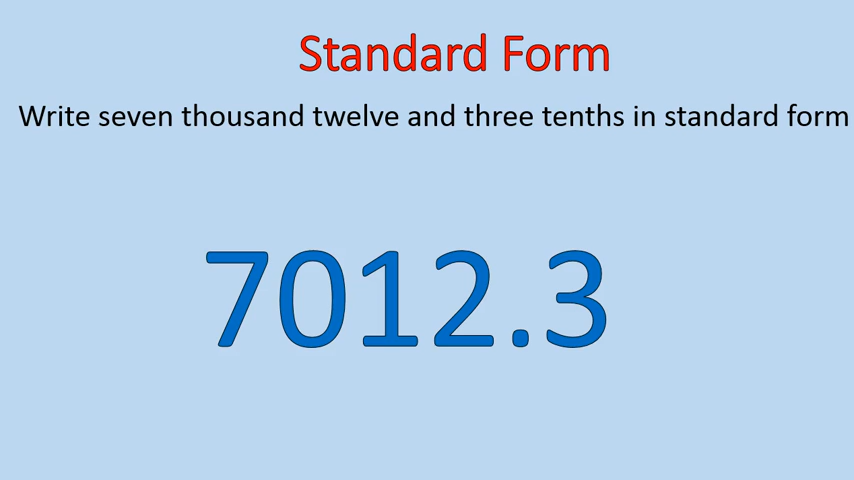 Standard Form
Write seven thousand twelve and three tenths in standard form
7012.3